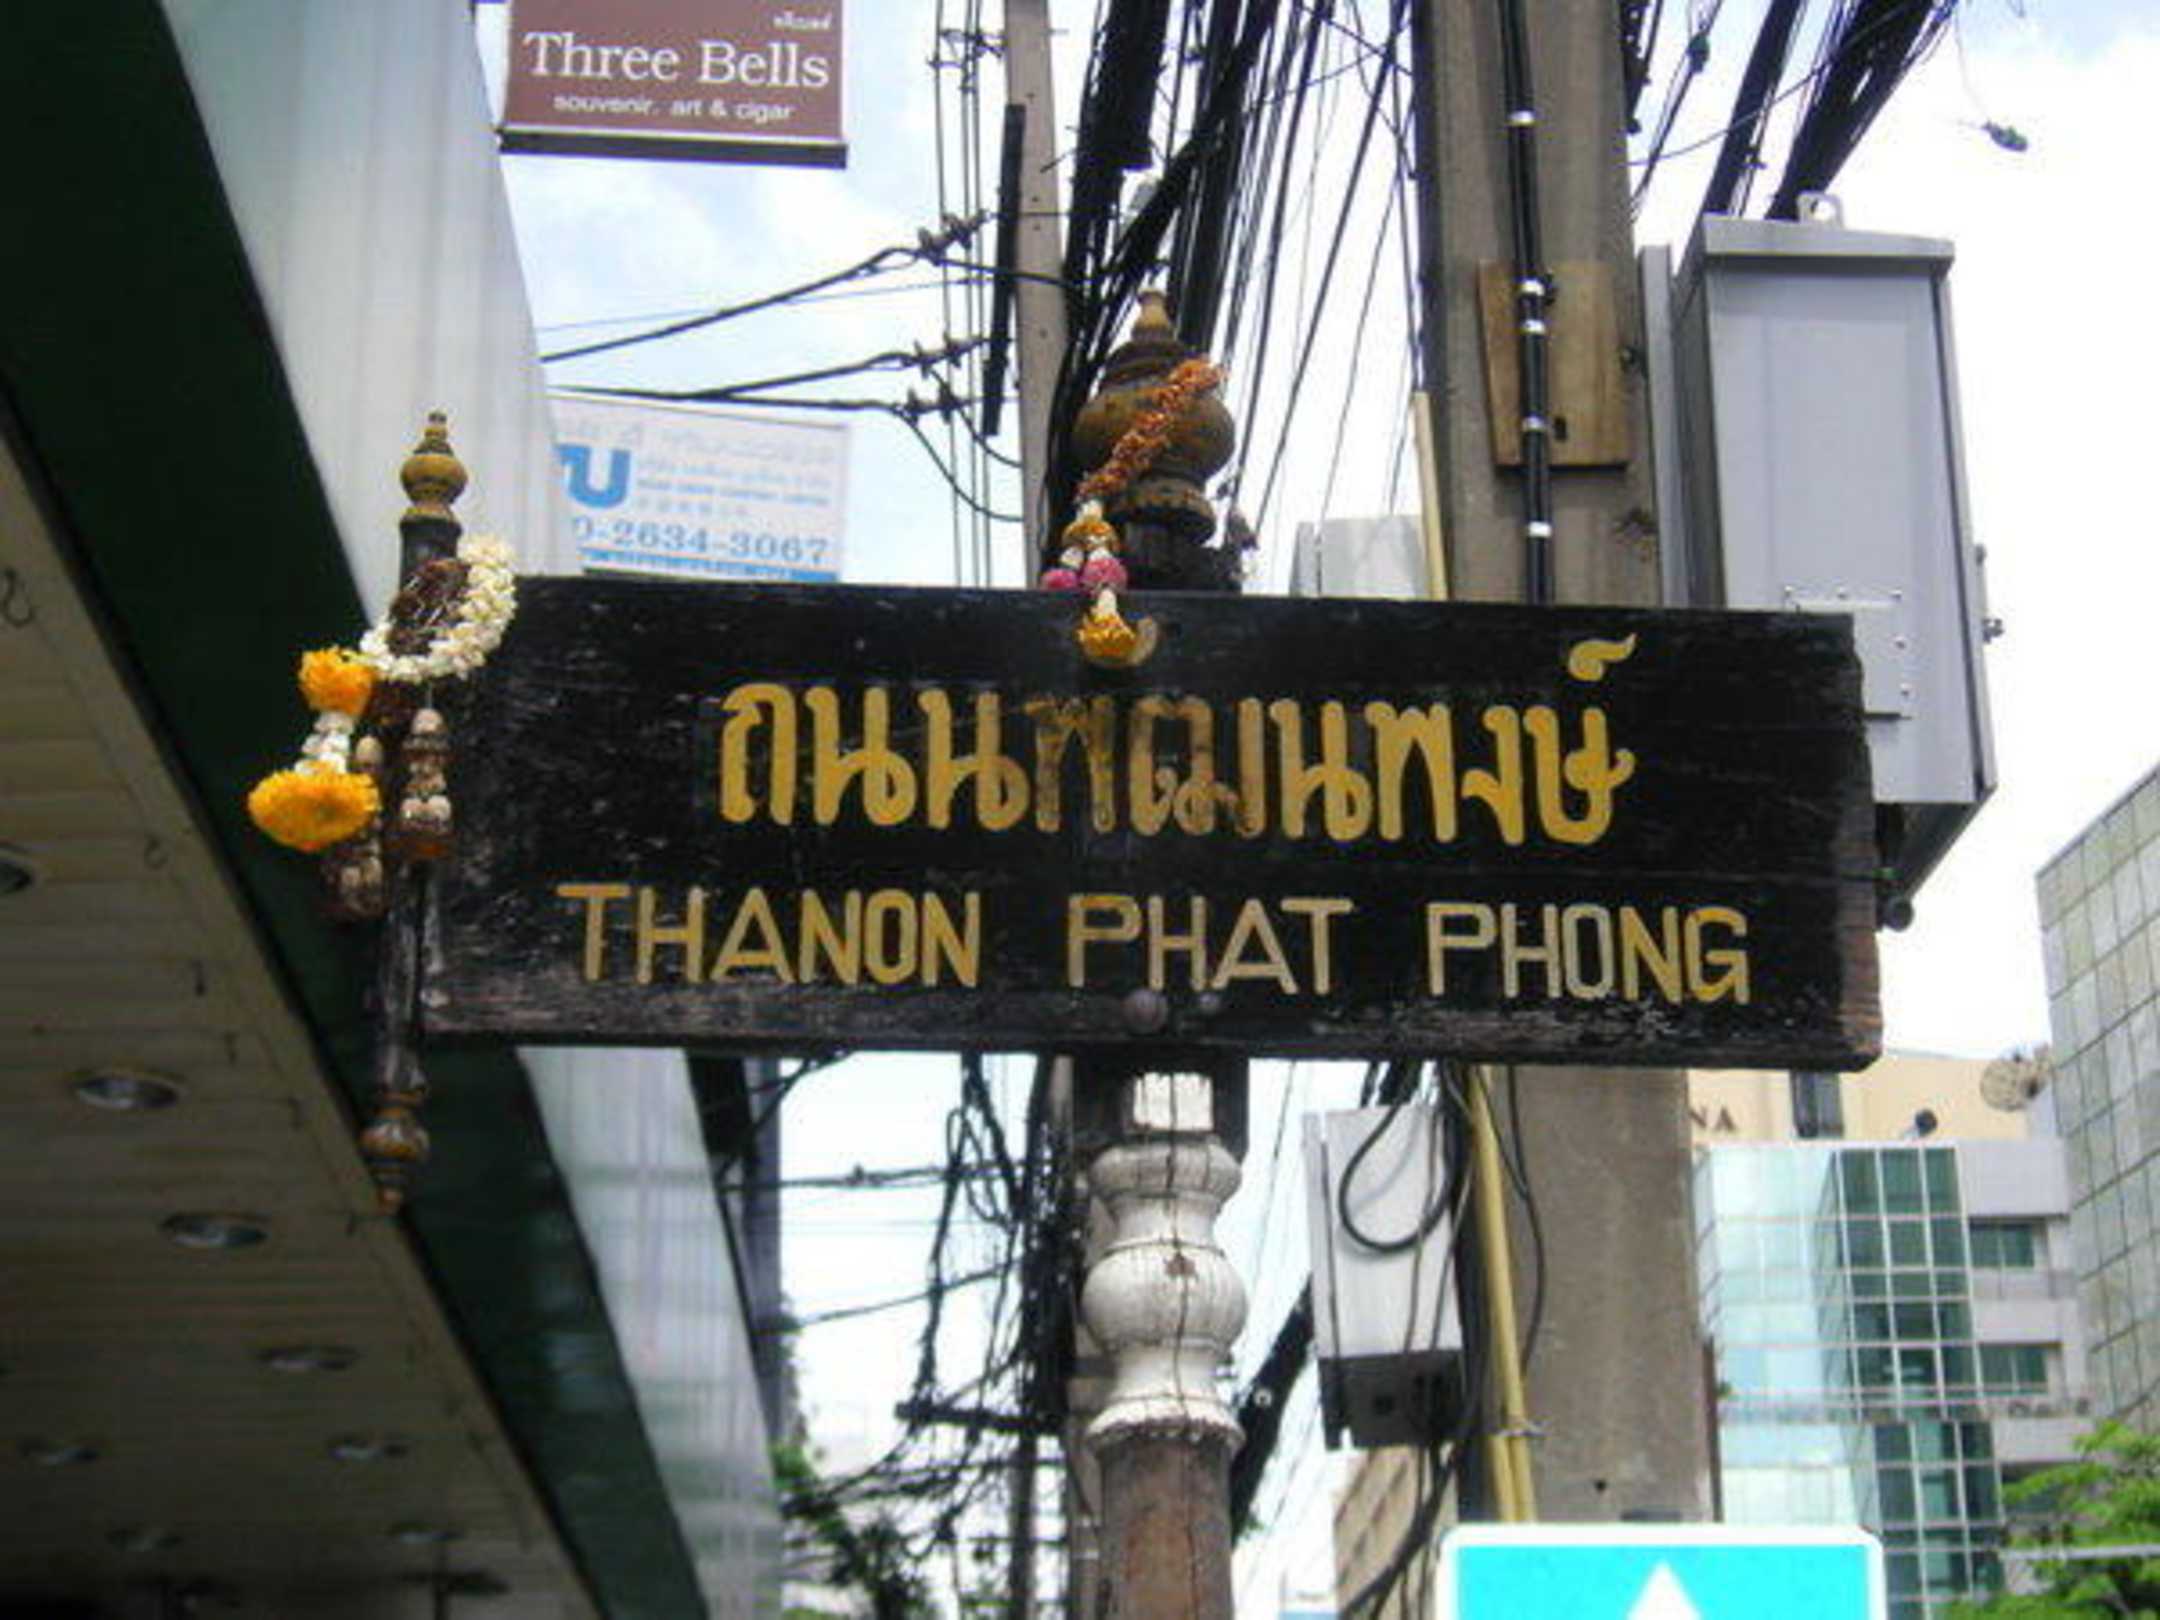 Three Bells
souvenir, art & cigar
0-2634-3067
ถนนพัฒน์พงษ์
THANON PHAT PHONG
NA